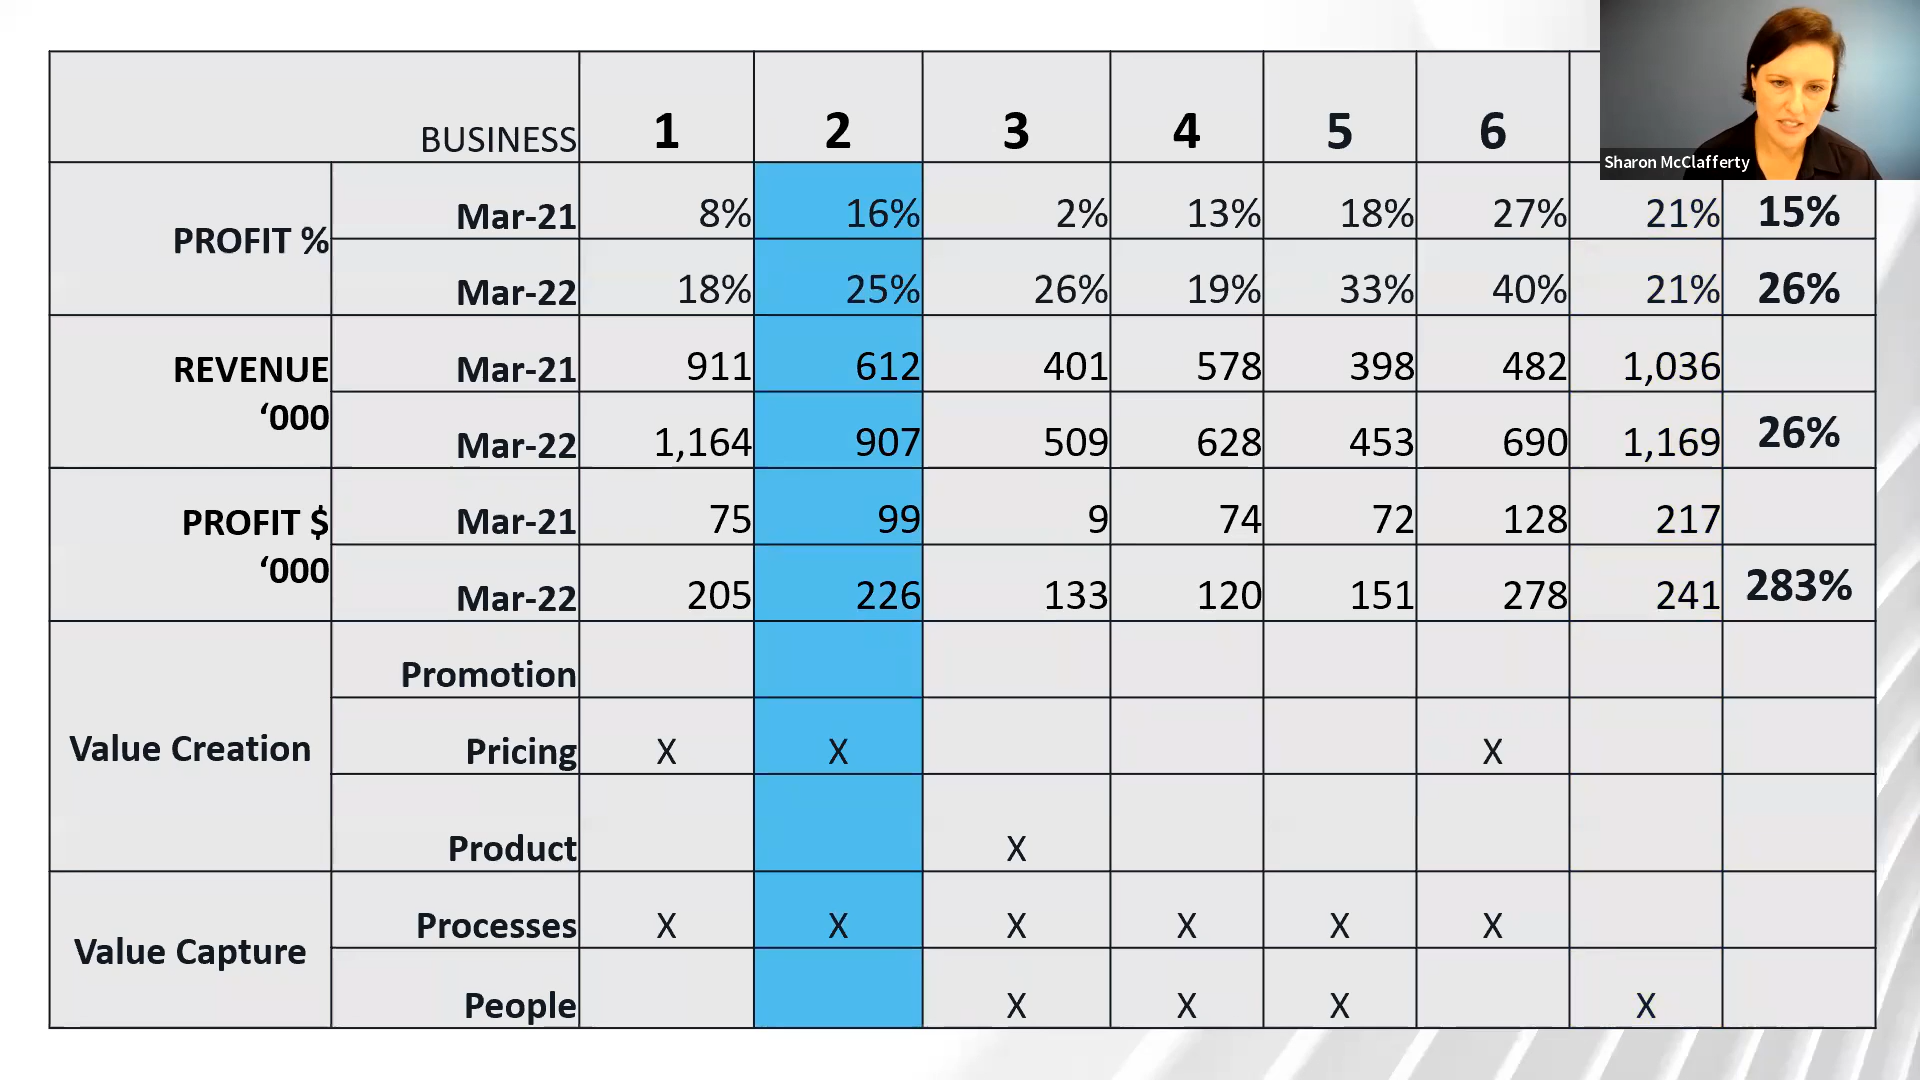 BUSINESS 1 2 3 4 5 6
Sharon McClafferty
PROFIT % Mar-21 8% 16% 2% 13% 18% 27% 21% 15%
Mar-22 18% 25% 26% 19% 33% 40% 21% 26%
REVENUE ‘000 Mar-21 911 612 401 578 398 482 1,036
Mar-22 1,164 907 509 628 453 690 1,169 26%
PROFIT $ ‘000 Mar-21 75 99 9 74 72 128 217
Mar-22 205 226 133 120 151 278 241 283%
Value Creation Promotion
Pricing X X X
Product X
Value Capture Processes X X X X X X
People X X X X